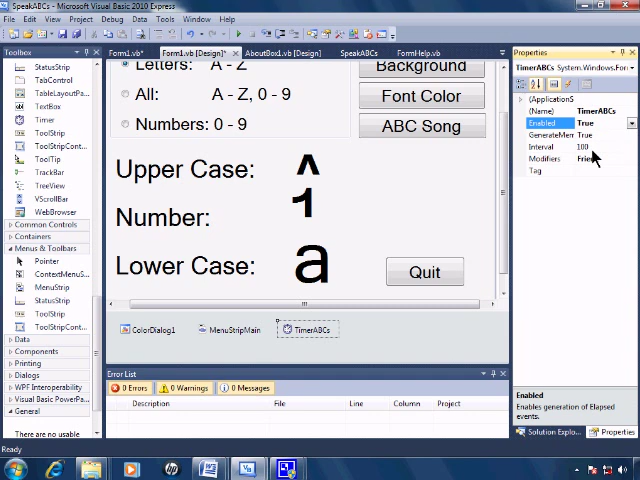 SpeakABCs - Microsoft Visual Basic 2010 Express
File Edit View Project Debug Data Tools Window Help
Toolbox
StatusStrip
TabControl
TableLayoutPa...
TextBox
Timer
ToolStrip
ToolStripCont...
ToolTip
TrackBar
TreeView
VScrollBar
WebBrowser
Common Controls
Containers
Menus & Toolbars
Pointer
ContextMenuS...
MenuStrip
StatusStrip
ToolStrip
ToolStripCont...
Data
Components
Printing
Dialogs
WPF Interoperability
Visual Basic PowerPa...
General
There are no usable
Form1.vb* Form1.vb [Design]* AboutBox1.vb [Design] SpeakABCs FormHelp.vb
Letters: A - Z
All: A - Z, 0 - 9
Numbers: 0 - 9
Background
Font Color
ABC Song
Upper Case:
Number: 1
Lower Case: a
Quit
ColorDialog1 MenuStripMain TimerABCs
Error List
0 Errors 0 Warnings 0 Messages
Description File Line Column Project
Properties
TimerABCs System.Windows.Forr
(ApplicationS
(Name) TimerABCs
Enabled True
GenerateMem True
Interval 100
Modifiers Frien
Tag
Enabled
Enables generation of Elapsed
events.
Solution Explo... Properties
Ready